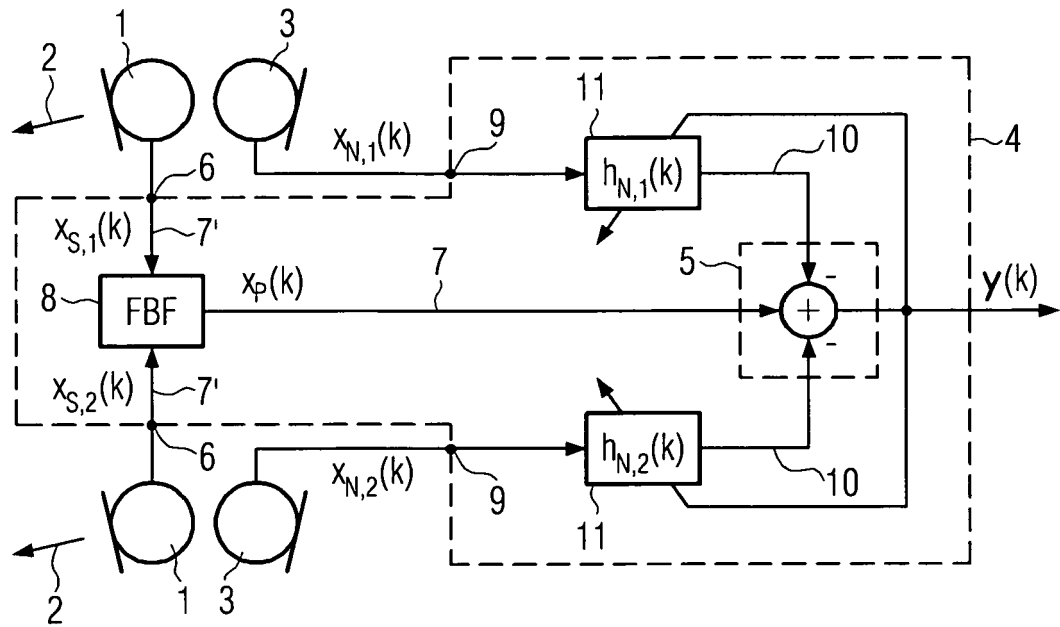 1 3
2
11
x_{N,1}(k) 9
10 4
h_{N,1}(k)
6
x_{S,1}(k) 7'
5
8 FBF x_P(k) 7
-
+
y(k)
-
x_{S,2}(k) 7'
6
h_{N,2}(k)
x_{N,2}(k) 9
10
11
2 1 3